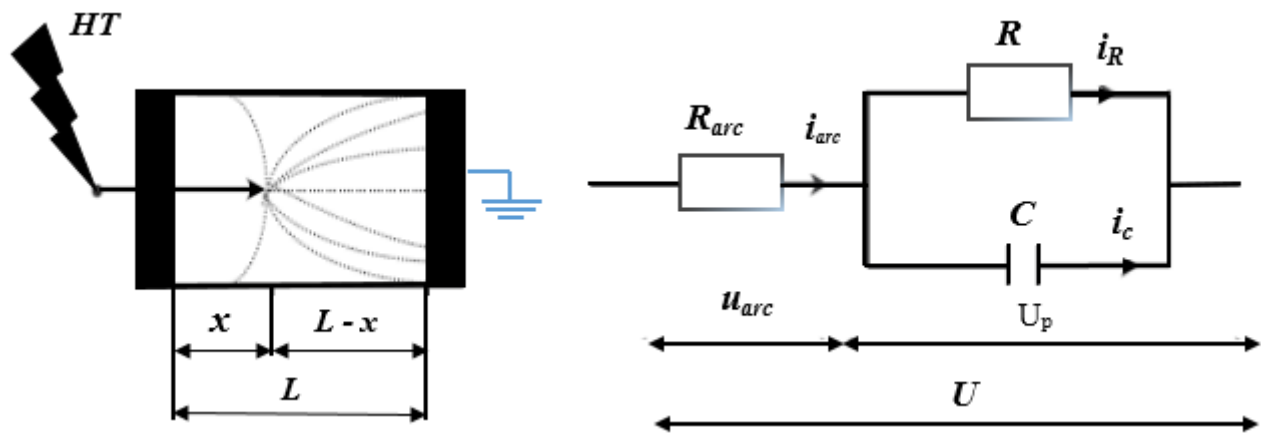 HT
x
L - x
L
R
i_R
R_arc
i_arc
C
i_c
u_arc
U_p
U